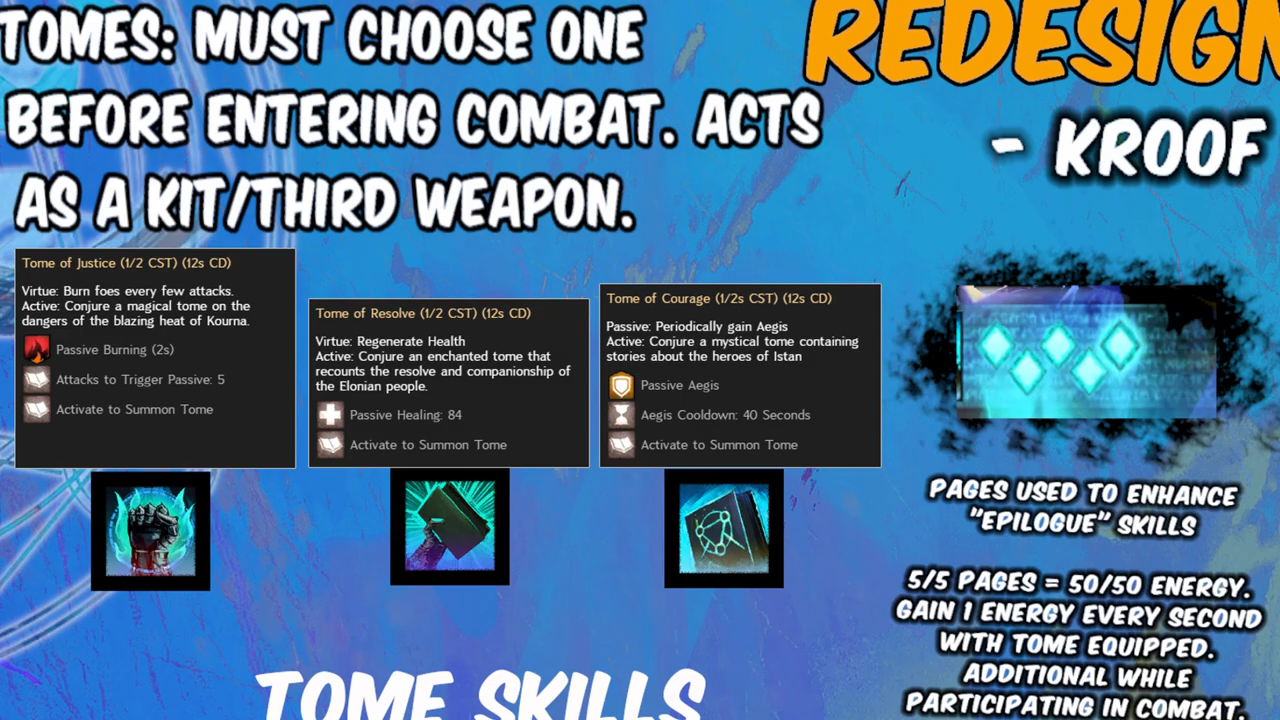 TOMES: MUST CHOOSE ONE
BEFORE ENTERING COMBAT. ACTS
AS A KIT/THIRD WEAPON.
REDESIGN
- KROOF
Tome of Justice (1/2 CST) (12s CD)
Virtue: Burn foes every few attacks.
Active: Conjure a magical tome on the
dangers of the blazing heat of Kourna.
Passive Burning (2s)
Attacks to Trigger Passive: 5
Activate to Summon Tome
Tome of Resolve (1/2 CST) (12s CD)
Virtue: Regenerate Health
Active: Conjure an enchanted tome that
recounts the resolve and companionship of
the Elonian people.
Passive Healing: 84
Activate to Summon Tome
Tome of Courage (1/2s CST) (12s CD)
Passive: Periodically gain Aegis
Active: Conjure a mystical tome containing
stories about the heroes of Istan
Passive Aegis
Aegis Cooldown: 40 Seconds
Activate to Summon Tome
PAGES USED TO ENHANCE
"EPILOGUE" SKILLS
5/5 PAGES = 50/50 ENERGY.
GAIN 1 ENERGY EVERY SECOND
WITH TOME EQUIPPED.
ADDITIONAL WHILE
PARTICIPATING IN COMBAT.
TOME SKILLS